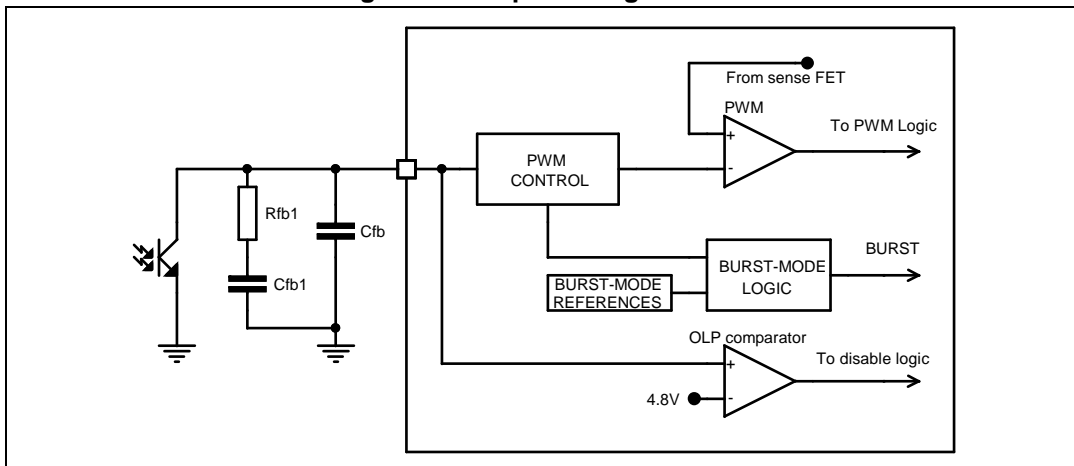 From sense FET
PWM
+
-
To PWM Logic
PWM
CONTROL
Rfb1
Cfb
Cfb1
BURST-MODE
REFERENCES
BURST-MODE
LOGIC
BURST
OLP comparator
+
-
4.8V
To disable logic